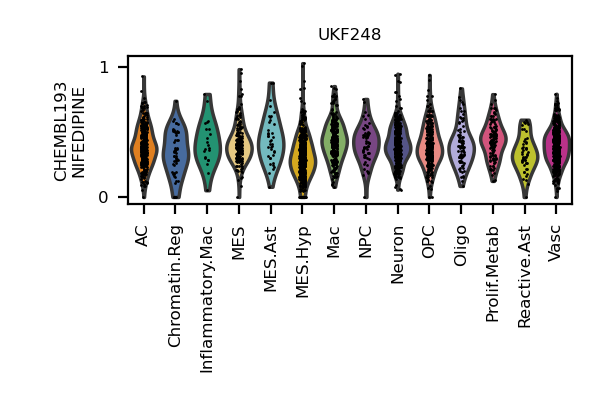 UKF248
CHEMBL193
NIFEDIPINE
1
0
AC
Chromatin.Reg
Inflammatory.Mac
MES
MES.Ast
MES.Hyp
Mac
NPC
Neuron
OPC
Oligo
Prolif.Metab
Reactive.Ast
Vasc